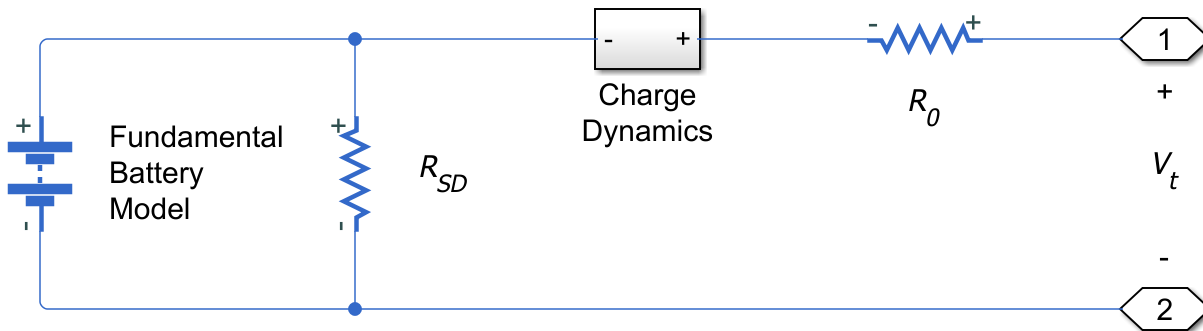 - +
- +
1
Charge
Dynamics
R0
+
+
+
Fundamental
Battery
Model
RSD
Vt
-
-
-
2